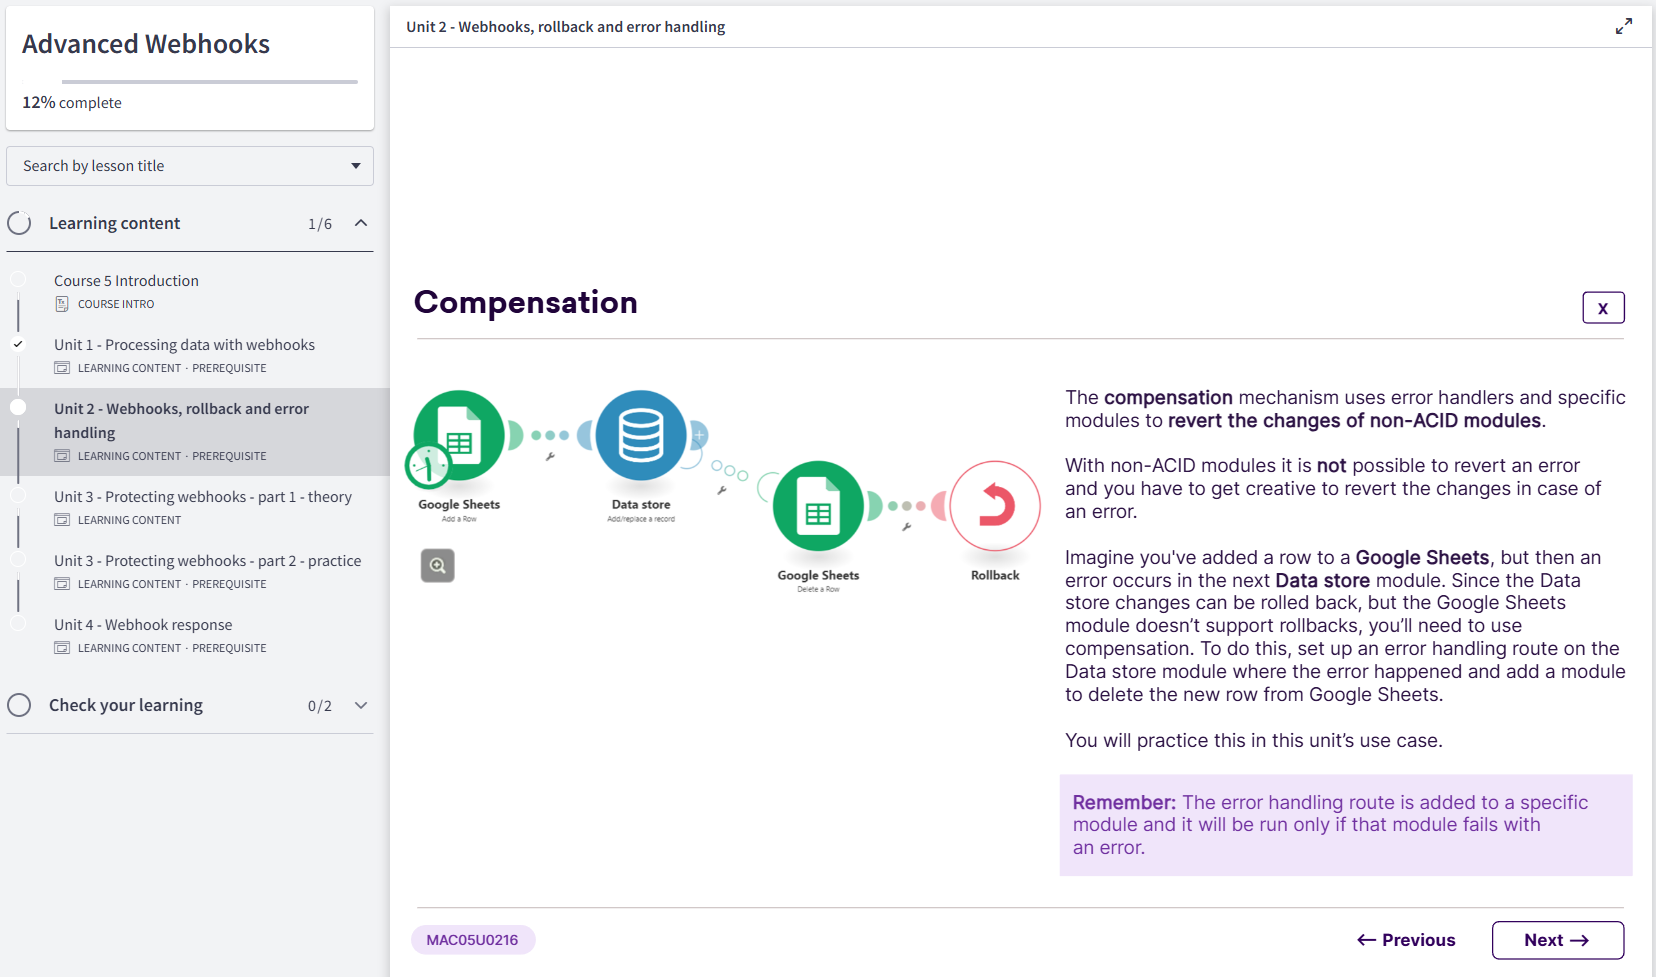 Advanced Webhooks
12% complete
Search by lesson title
Learning content 1/6
Course 5 Introduction
COURSE INTRO
Unit 1 - Processing data with webhooks
LEARNING CONTENT · PREREQUISITE
Unit 2 - Webhooks, rollback and error
handling
LEARNING CONTENT · PREREQUISITE
Unit 3 - Protecting webhooks - part 1 - theory
LEARNING CONTENT
Unit 3 - Protecting webhooks - part 2 - practice
LEARNING CONTENT · PREREQUISITE
Unit 4 - Webhook response
LEARNING CONTENT · PREREQUISITE
Check your learning 0/2
Unit 2 - Webhooks, rollback and error handling
Compensation
X
Google Sheets
Add a Row
Data store
Add/replace a record
Google Sheets
Delete a Row
Rollback
The compensation mechanism uses error handlers and specific
modules to revert the changes of non-ACID modules.
With non-ACID modules it is not possible to revert an error
and you have to get creative to revert the changes in case of
an error.
Imagine you've added a row to a Google Sheets, but then an
error occurs in the next Data store module. Since the Data
store changes can be rolled back, but the Google Sheets
module doesn’t support rollbacks, you’ll need to use
compensation. To do this, set up an error handling route on the
Data store module where the error happened and add a module
to delete the new row from Google Sheets.
You will practice this in this unit’s use case.
Remember: The error handling route is added to a specific
module and it will be run only if that module fails with
an error.
MAC05U0216
← Previous
Next →